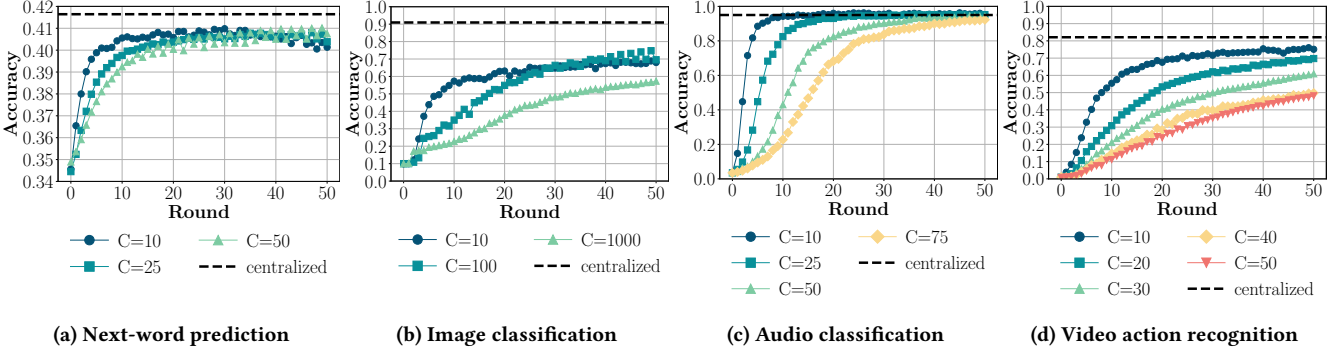 0.42
0.41
0.40
0.39
0.38
0.37
0.36
0.35
0.34
Accuracy
0 10 20 30 40 50
Round
C=10
C=25
C=50
centralized
(a) Next-word prediction
1.0
0.9
0.8
0.7
0.6
0.5
0.4
0.3
0.2
0.1
0.0
Accuracy
0 10 20 30 40 50
Round
C=10
C=100
C=1000
centralized
(b) Image classification
1.0
0.8
0.6
0.4
0.2
0.0
Accuracy
0 10 20 30 40 50
Round
C=10
C=25
C=50
C=75
centralized
(c) Audio classification
1.0
0.9
0.8
0.7
0.6
0.5
0.4
0.3
0.2
0.1
0.0
Accuracy
0 10 20 30 40 50
Round
C=10
C=20
C=30
C=40
C=50
centralized
(d) Video action recognition